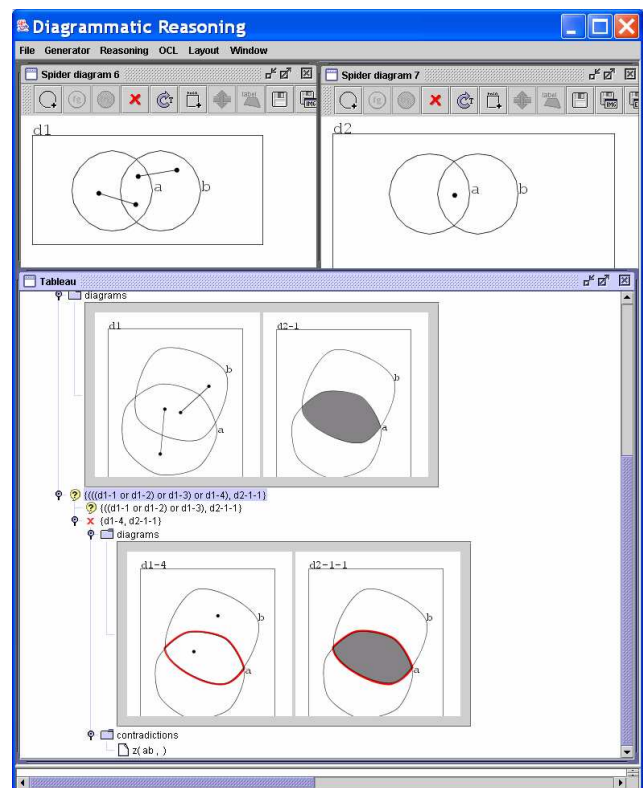 Diagrammatic Reasoning
File Generator Reasoning OCL Layout Window
Spider diagram 6
Spider diagram 7
d1
a
b
d2
a
b
Tableau
diagrams
d1
b
a
d2-1
b
a
{((((d1-1 or d1-2) or d1-3) or d1-4), d2-1-1}
{(((d1-1 or d1-2) or d1-3), d2-1-1}
{d1-4, d2-1-1}
diagrams
d1-4
b
a
d2-1-1
b
a
contradictions
z( ab , )